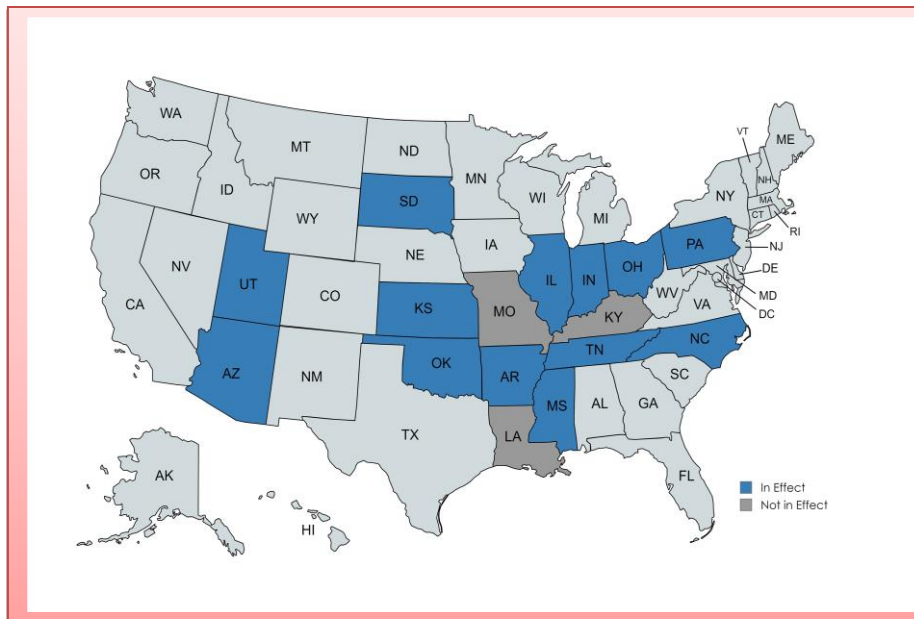 WA
MT
ND
MN
OR
ID
SD
WI
MI
VT
ME
NH
NY
MA
CT
RI
WY
NE
IA
PA
NJ
NV
UT
CO
IL
IN
OH
DE
MD
DC
WV
VA
CA
KS
MO
KY
AZ
NM
OK
AR
TN
NC
SC
MS
AL
GA
TX
LA
FL
AK
HI
In Effect
Not in Effect